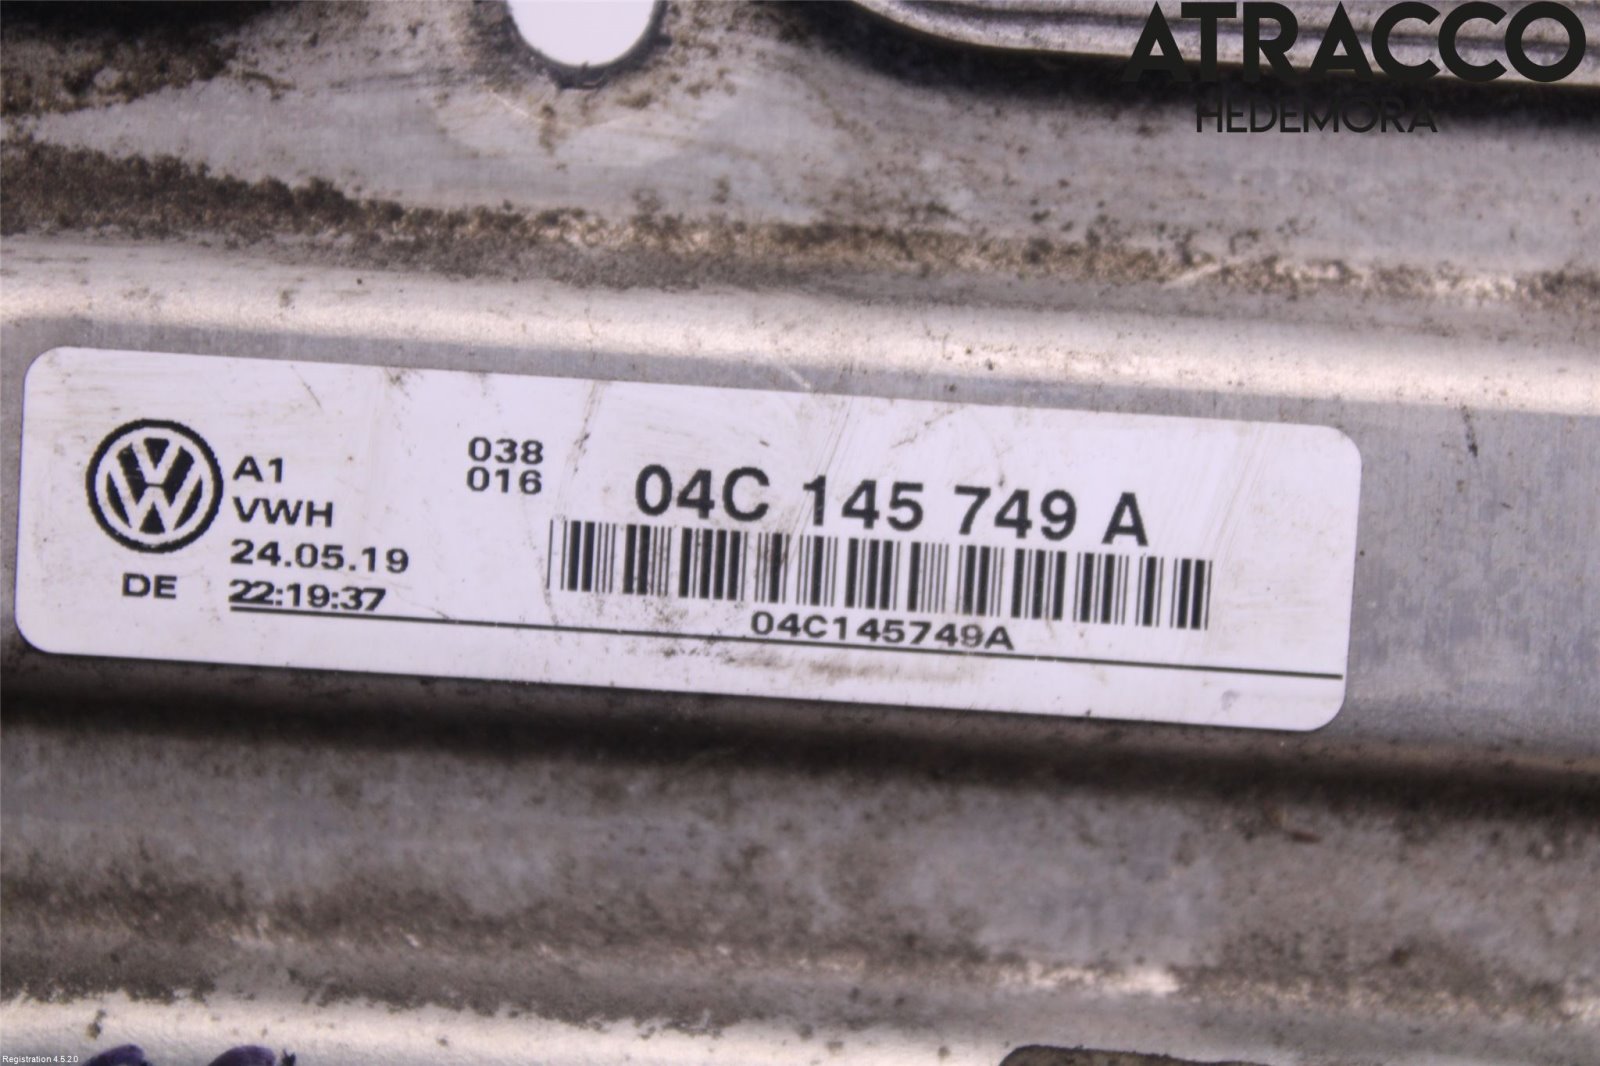 ATRACCO
HEDEMORA
A1
VWH
24.05.19
DE 22:19:37
038
016
04C 145 749 A
04C145749A
Registration 4.5.2.0